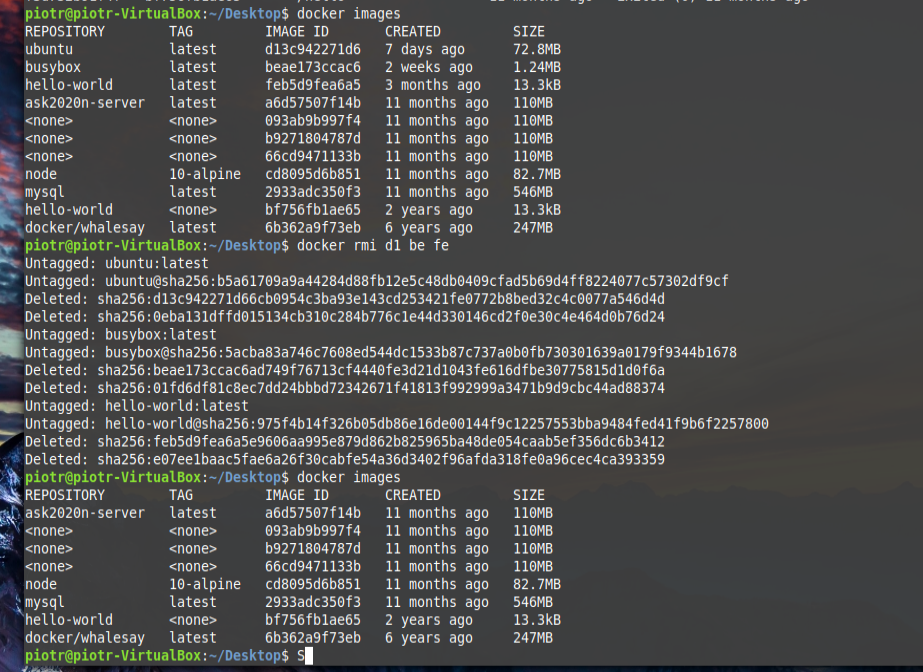 piotr@piotr-VirtualBox:~/Desktop$ docker images
REPOSITORY TAG IMAGE ID CREATED SIZE
ubuntu latest d13c942271d6 7 days ago 72.8MB
busybox latest beae173ccac6 2 weeks ago 1.24MB
hello-world latest feb5d9fea6a5 3 months ago 13.3kB
ask2020n-server latest a6d57507f14b 11 months ago 110MB
<none> <none> 093ab9b997f4 11 months ago 110MB
<none> <none> b9271804787d 11 months ago 110MB
<none> <none> 66cd9471133b 11 months ago 110MB
node 10-alpine cd8095d6b851 11 months ago 82.7MB
mysql latest 2933adc350f3 11 months ago 546MB
hello-world <none> bf756fb1ae65 2 years ago 13.3kB
docker/whalesay latest 6b362a9f73eb 6 years ago 247MB
piotr@piotr-VirtualBox:~/Desktop$ docker rmi d1 be fe
Untagged: ubuntu:latest
Untagged: ubuntu@sha256:b5a61709a9a44284d88fb12e5c48db0409cfad5b69d4ff8224077c57302df9cf
Deleted: sha256:d13c942271d66cb0954c3ba93e143cd253421fe0772b8bed32c4c0077a546d4d
Deleted: sha256:0eba131dffd015134cb310c284b776c1e44d330146cd2f0e30c4e464d0b76d24
Untagged: busybox:latest
Untagged: busybox@sha256:5acba83a746c7608ed544dc1533b87c737a0b0fb730301639a0179f9344b1678
Deleted: sha256:beae173ccac6ad749f76713cf4440fe3d21d1043fe616dfbe30775815d1d0f6a
Deleted: sha256:01fd6df81c8ec7dd24bbbd72342671f41813f992999a3471b9d9cbc44ad88374
Untagged: hello-world:latest
Untagged: hello-world@sha256:975f4b14f326b05db86e16de00144f9c12257553bba9484fed41f9b6f2257800
Deleted: sha256:feb5d9fea6a5e9606aa995e879d862b825965ba48de054caab5ef356dc6b3412
Deleted: sha256:e07ee1baac5fae6a26f30cabfe54a36d3402f96afda318fe0a96cec4ca393359
piotr@piotr-VirtualBox:~/Desktop$ docker images
REPOSITORY TAG IMAGE ID CREATED SIZE
ask2020n-server latest a6d57507f14b 11 months ago 110MB
<none> <none> 093ab9b997f4 11 months ago 110MB
<none> <none> b9271804787d 11 months ago 110MB
<none> <none> 66cd9471133b 11 months ago 110MB
node 10-alpine cd8095d6b851 11 months ago 82.7MB
mysql latest 2933adc350f3 11 months ago 546MB
hello-world <none> bf756fb1ae65 2 years ago 13.3kB
docker/whalesay latest 6b362a9f73eb 6 years ago 247MB
piotr@piotr-VirtualBox:~/Desktop$ S